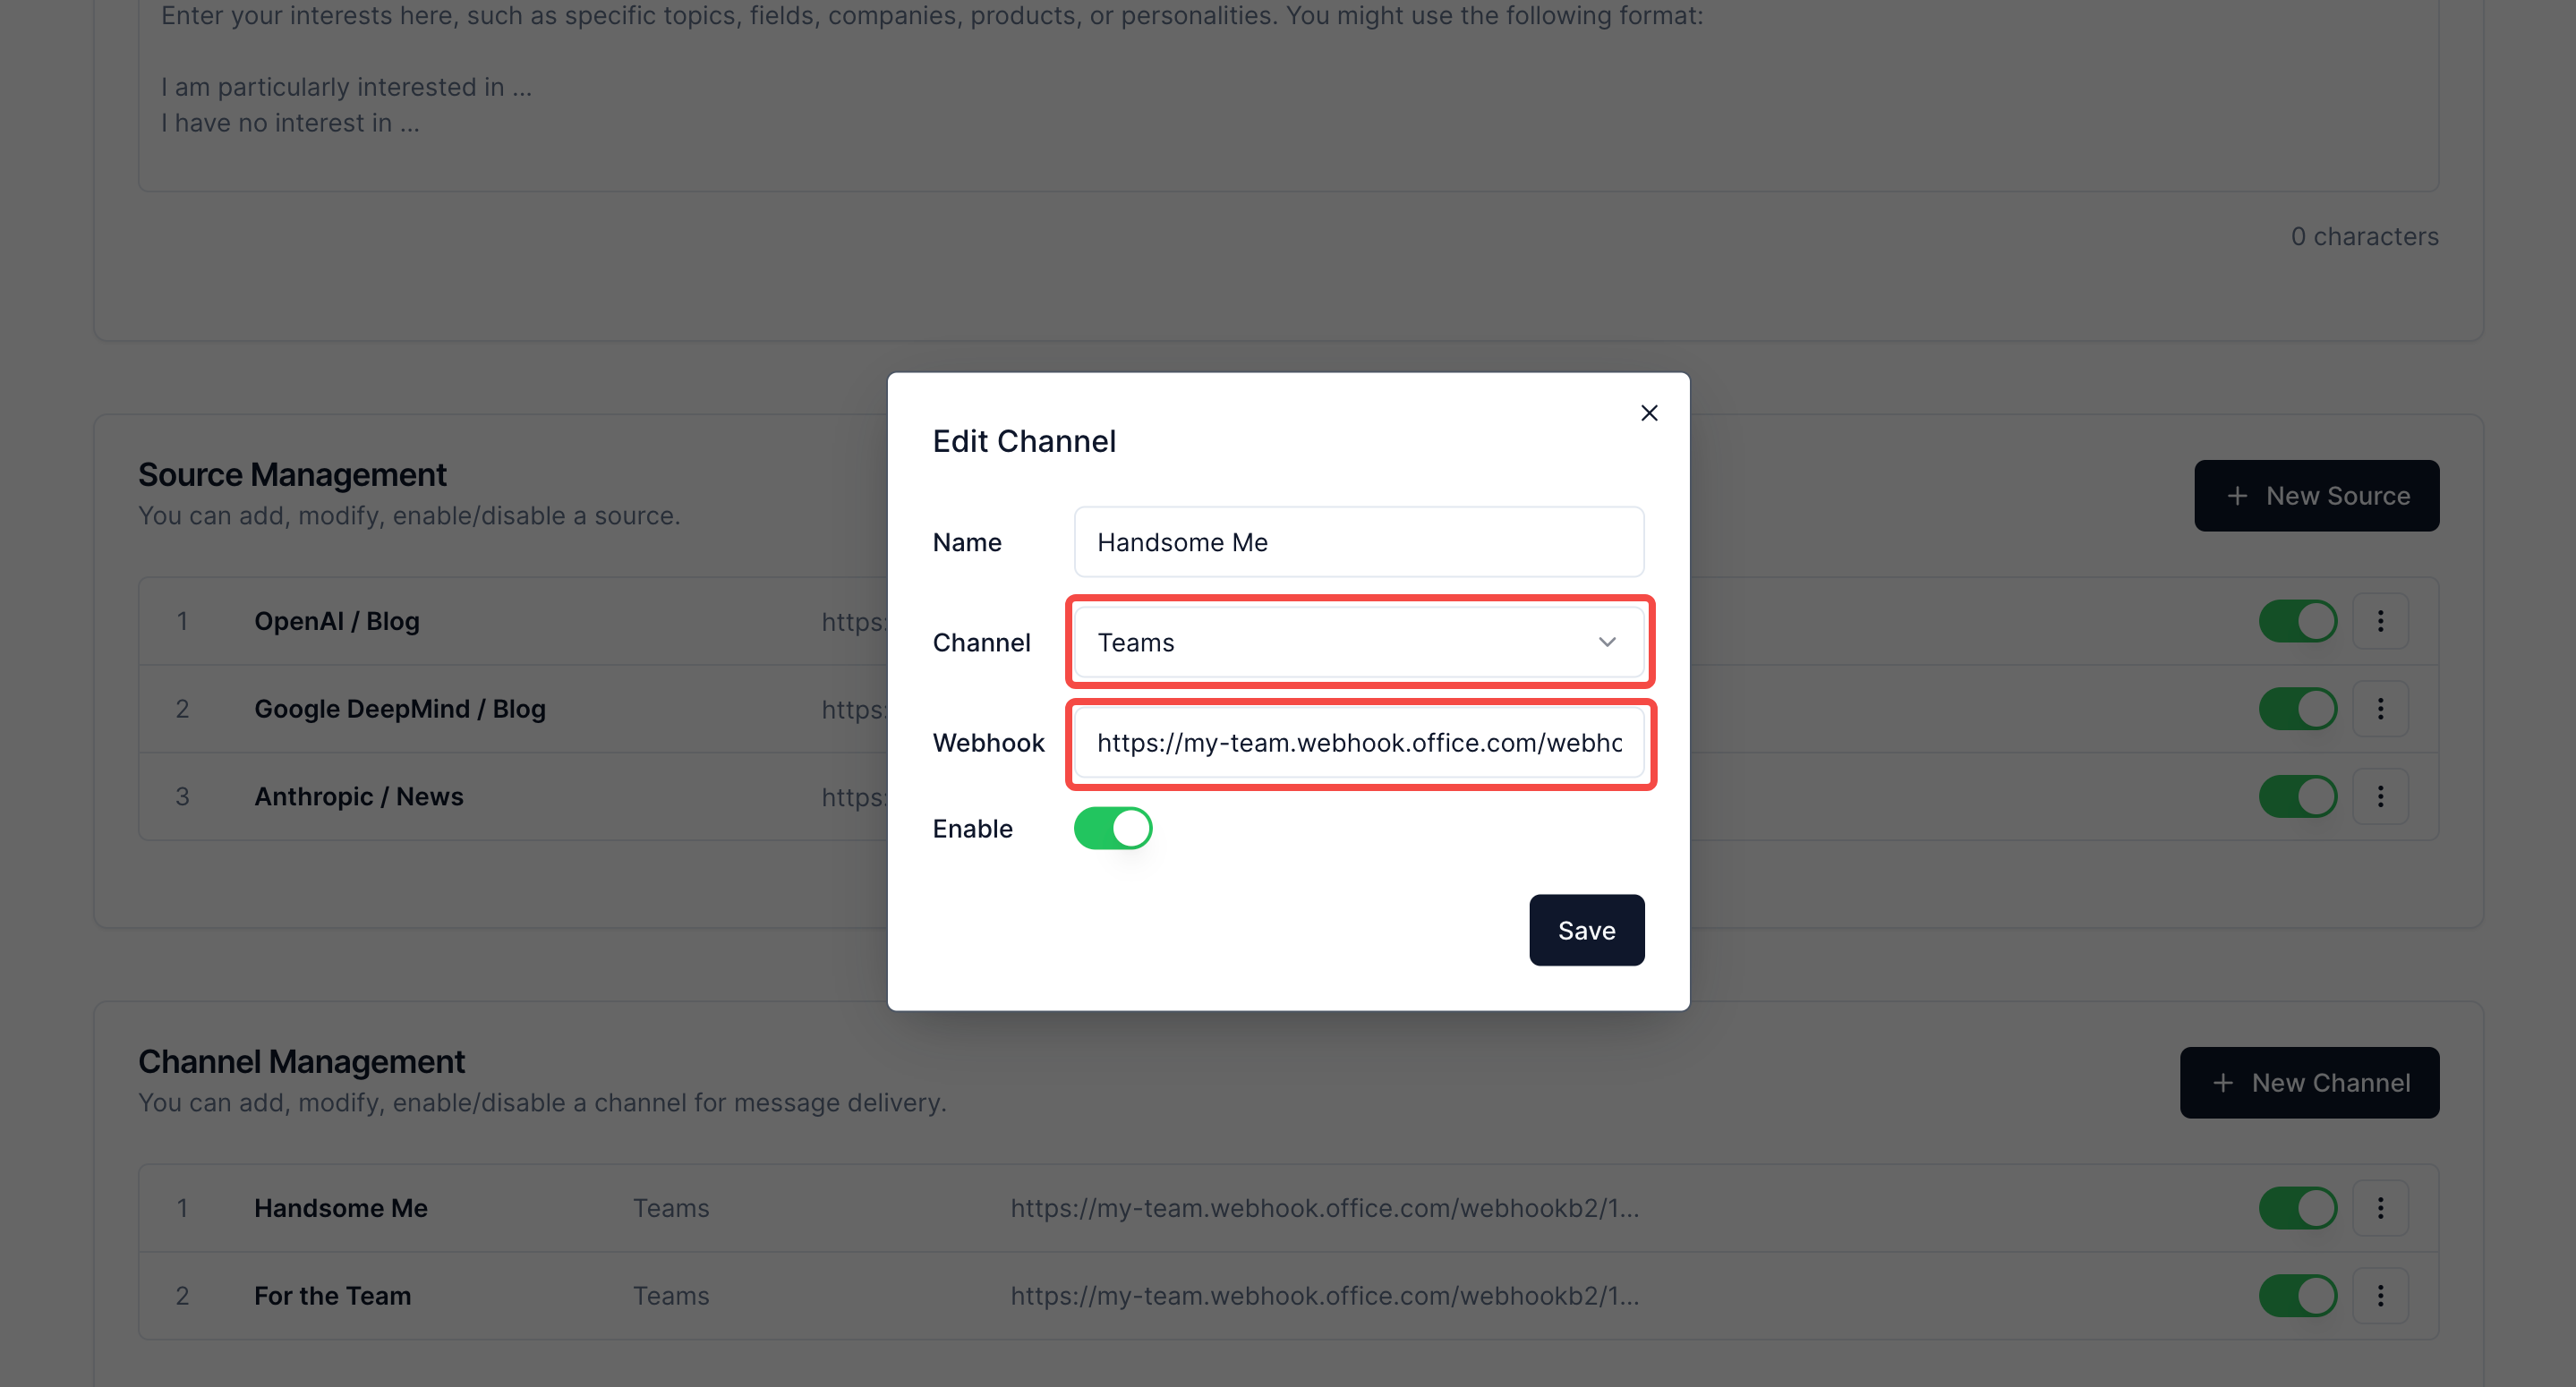 Enter your interests here, such as specific topics, fields, companies, products, or personalities. You might use the following format:
I am particularly interested in ...
I have no interest in ...
0 characters
Source Management
You can add, modify, enable/disable a source.
+ New Source
1 OpenAI / Blog https:
2 Google DeepMind / Blog https:
3 Anthropic / News https:
Edit Channel
Name Handsome Me
Channel Teams
Webhook https://my-team.webhook.office.com/webho
Enable
Save
Channel Management
You can add, modify, enable/disable a channel for message delivery.
+ New Channel
1 Handsome Me Teams https://my-team.webhook.office.com/webhookb2/1...
2 For the Team Teams https://my-team.webhook.office.com/webhookb2/1...